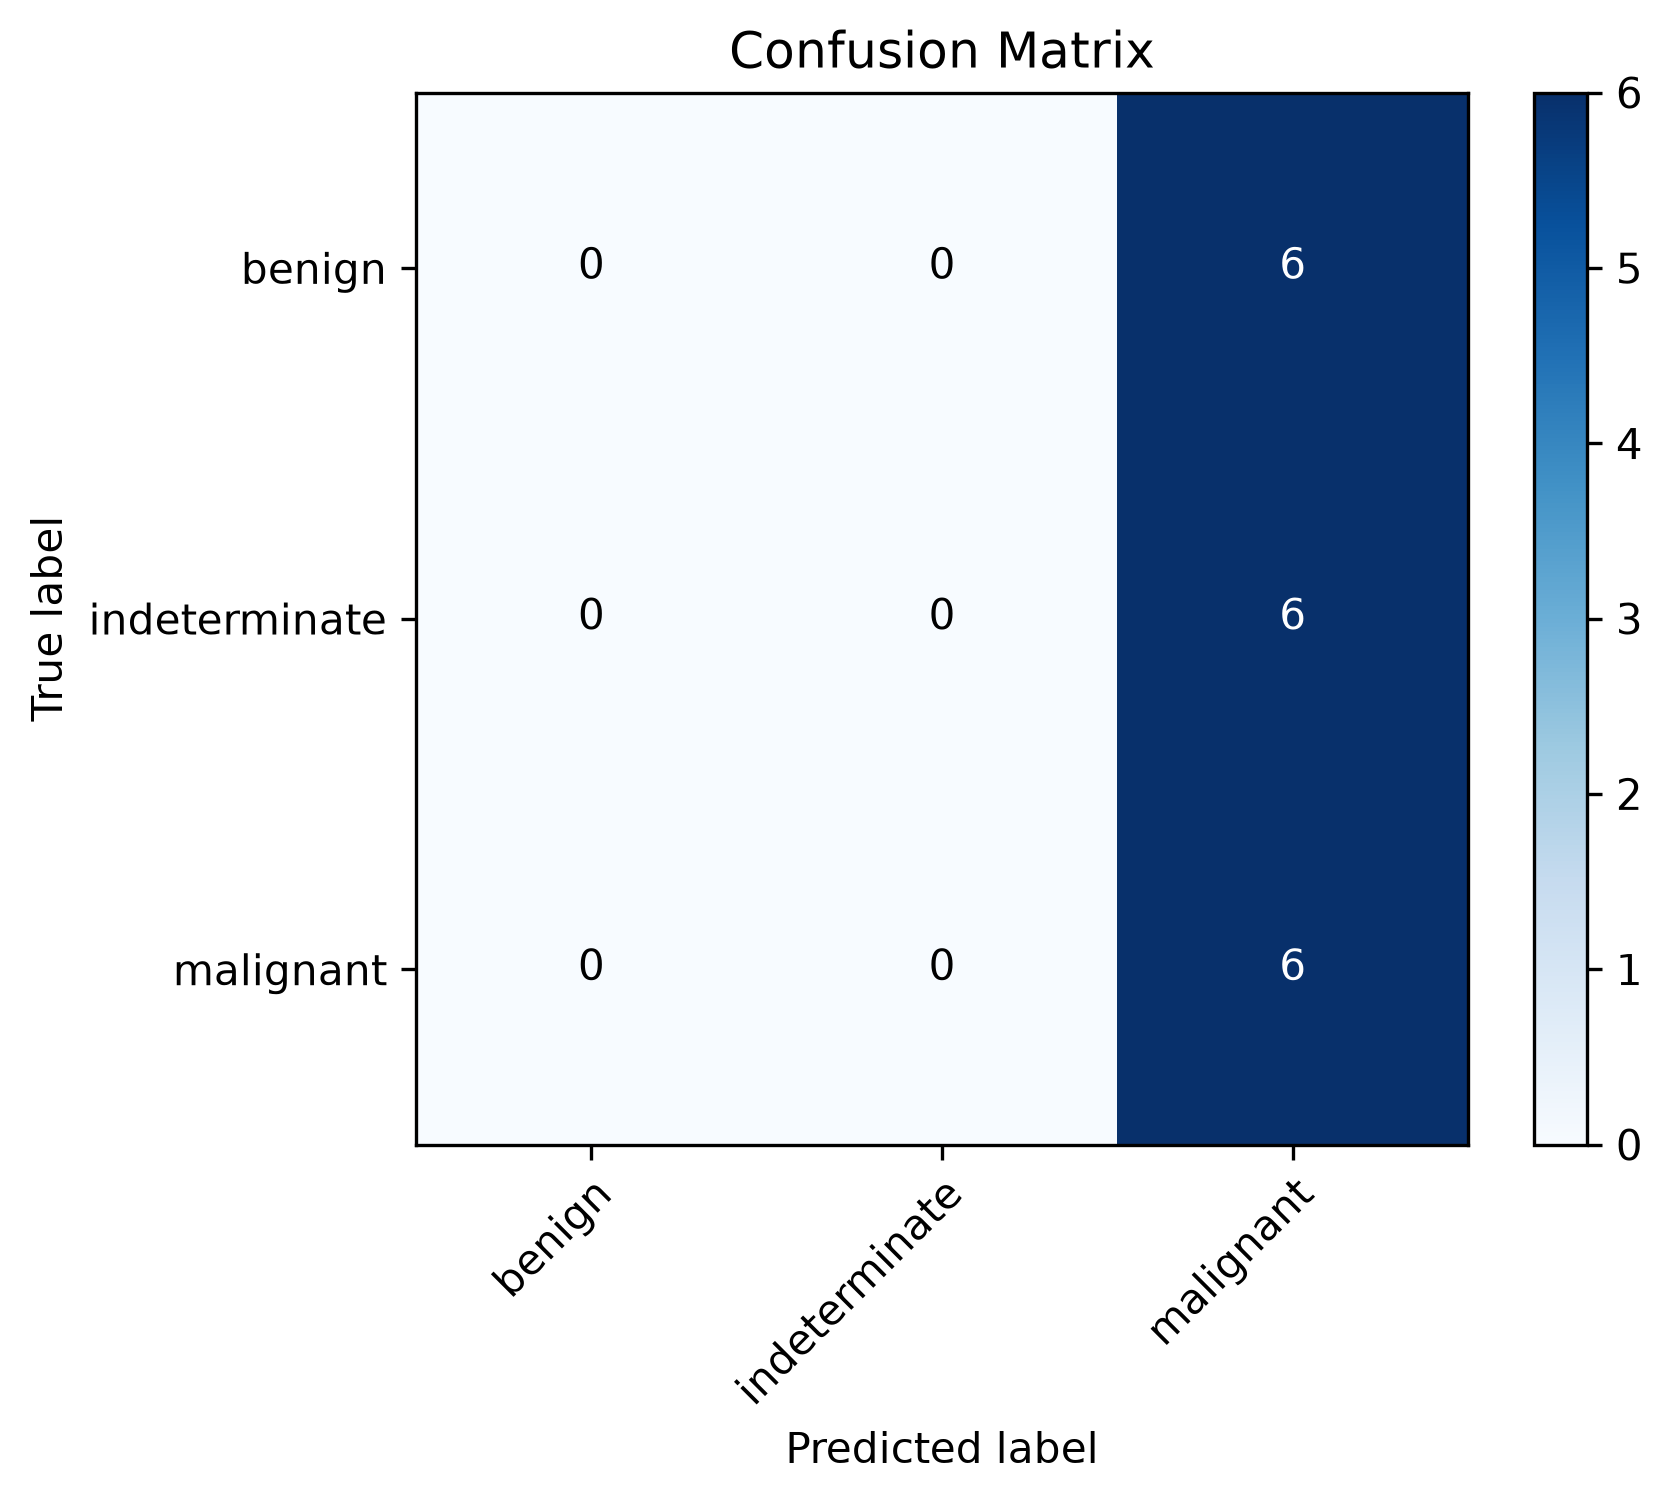 Confusion Matrix
True label
benign
indeterminate
malignant
0 0 6
0 0 6
0 0 6
6
5
4
3
2
1
0
benign
indeterminate
malignant
Predicted label